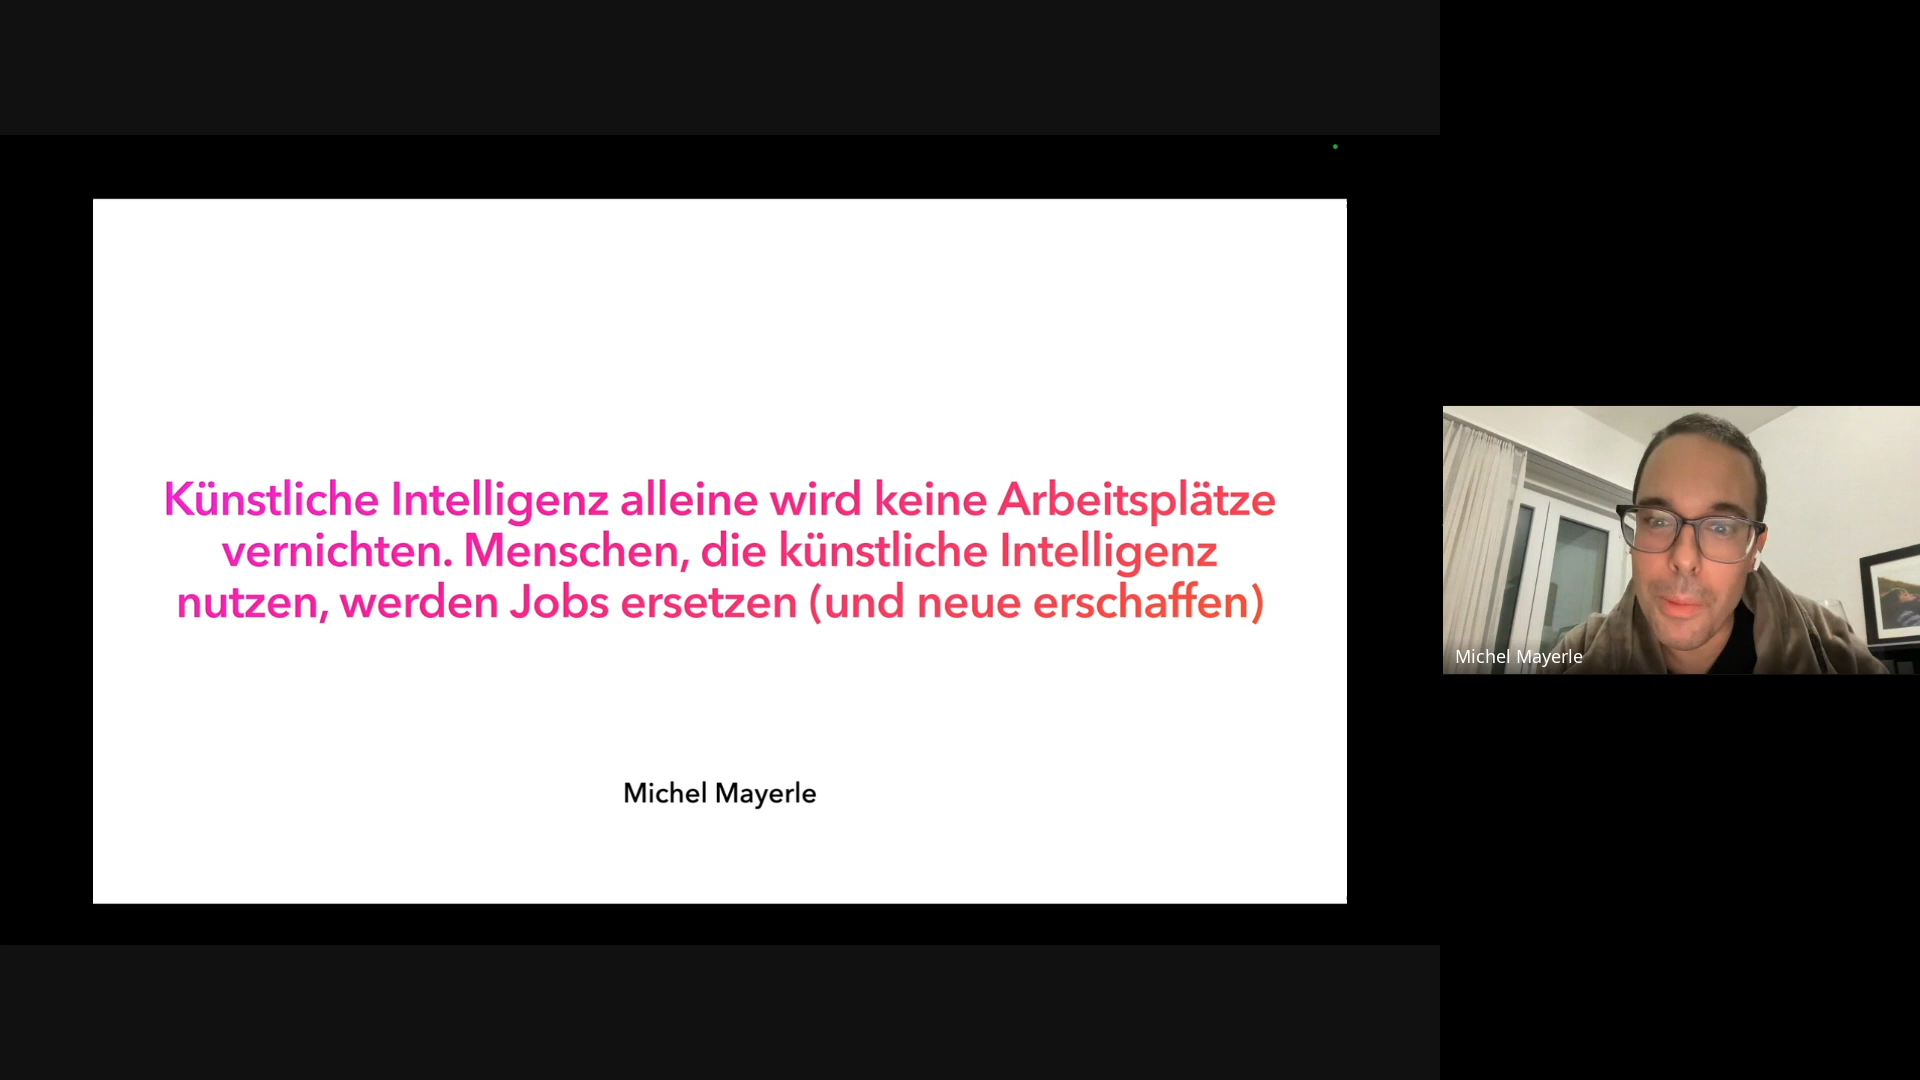 Künstliche Intelligenz alleine wird keine Arbeitsplätze
vernichten. Menschen, die künstliche Intelligenz
nutzen, werden Jobs ersetzen (und neue erschaffen)
Michel Mayerle
Michel Mayerle